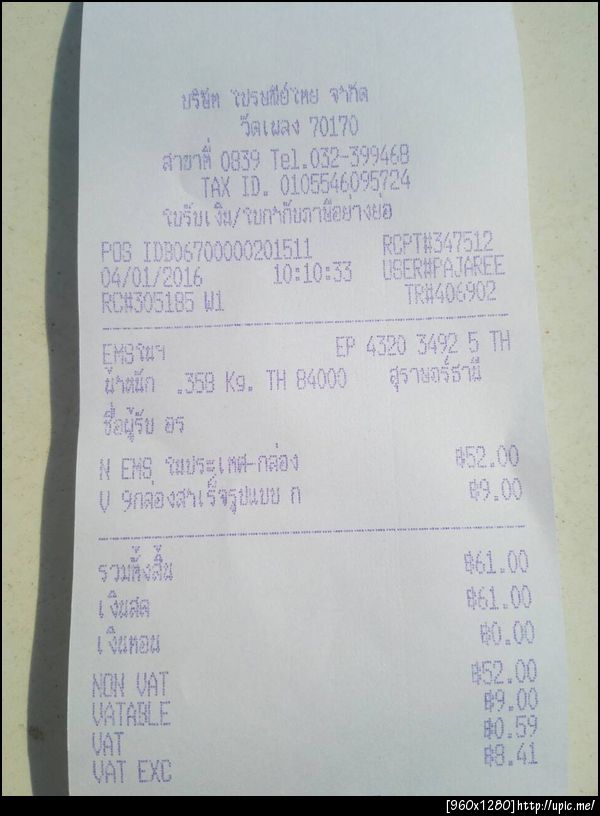 บริษัท ไปรษณีย์ไทย จำกัด
วัดเพลง 70170
สาขาที่ 0839 Tel.032-399468
TAX ID. 0105546095724
ใบรับเงิน/ใบกำกับภาษีอย่างย่อ
POS IDB06700000201511 RCPT#347512
04/01/2016 10:10:33 USER#PAJAREE
RC#305185 W1 TR#406902
EMSในฯ EP 4320 3492 5 TH
น้ำหนัก .358 Kg. TH 84000 สุราษฎร์ธานี
ชื่อผู้รับ อร
N EMS ในประเทศ-กล่อง ฿52.00
V 9กล่องสำเร็จรูปแบบ ก ฿9.00
รวมทั้งสิ้น ฿61.00
เงินสด ฿61.00
เงินทอน ฿0.00
NON VAT ฿52.00
VATABLE ฿9.00
VAT ฿0.59
VAT EXC ฿8.41
[960x1280]http://upic.me/